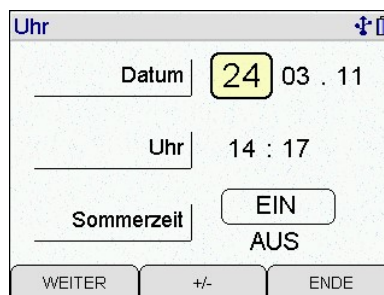 Uhr
Datum 24 03 . 11
Uhr 14 : 17
Sommerzeit EIN
AUS
WEITER +/- ENDE